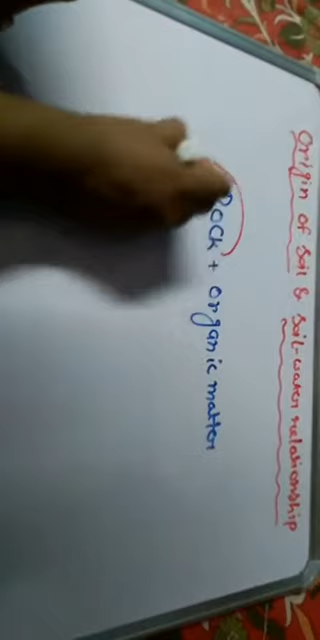 Origin of Soil & Soil-water relationship
Rock + organic matter